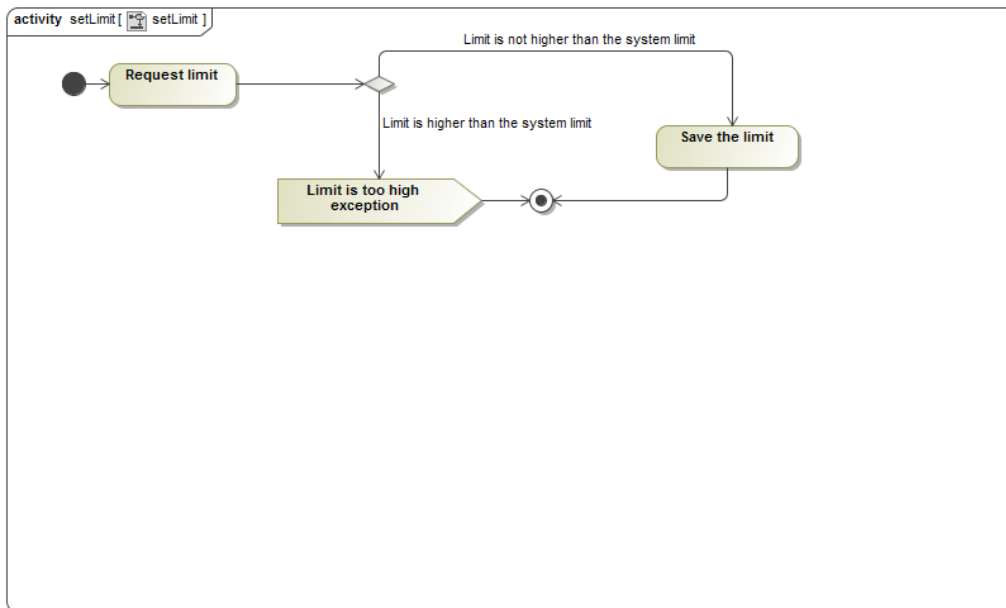 activity setLimit [ setLimit ]
Limit is not higher than the system limit
Request limit
Limit is higher than the system limit
Save the limit
Limit is too high
exception